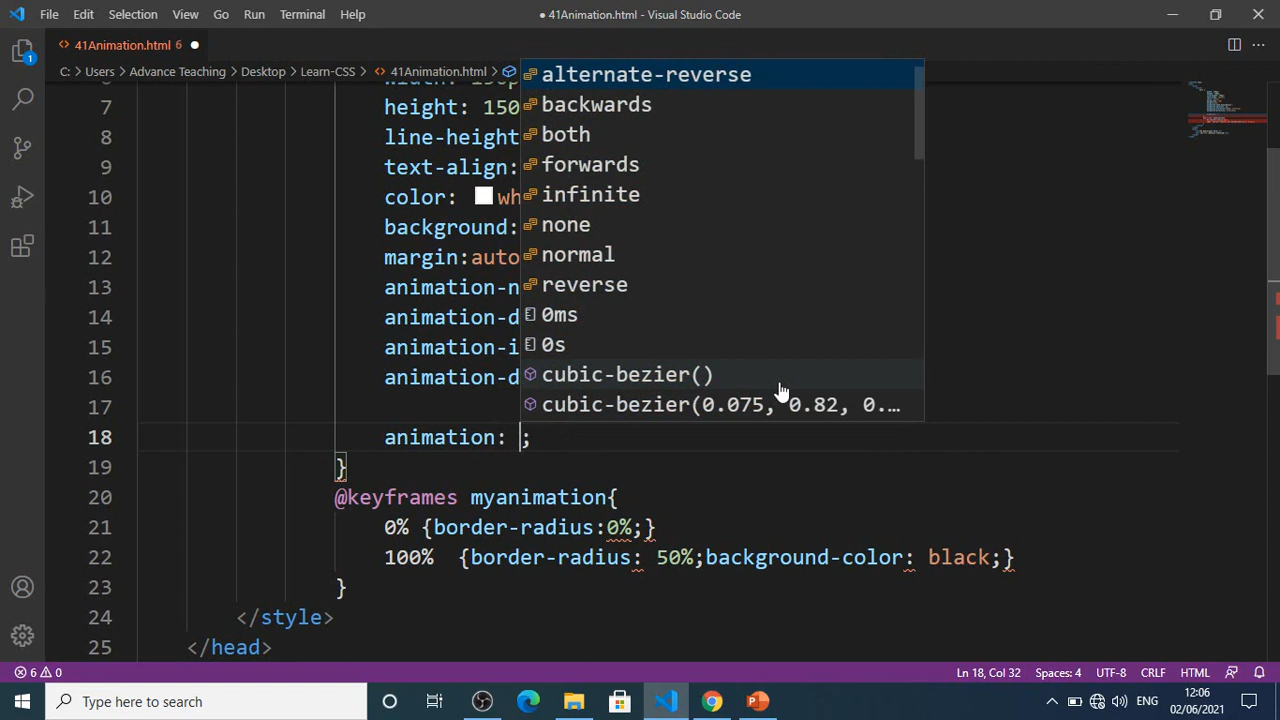 File Edit Selection View Go Run Terminal Help
● 41Animation.html - Visual Studio Code
41Animation.html 6
C: > Users > Advance Teaching > Desktop > Learn-CSS > 41Animation.html >
7 height: 150
8 line-height
9 text-align:
10 color: wh
11 background:
12 margin:auto
13 animation-n
14 animation-d
15 animation-i
16 animation-d
17
18 animation: ;
19 }
20 @keyframes myanimation{
21 0% {border-radius:0%;}
22 100% {border-radius: 50%;background-color: black;}
23 }
24 </style>
25 </head>
alternate-reverse
backwards
both
forwards
infinite
none
normal
reverse
0ms
0s
cubic-bezier()
cubic-bezier(0.075, 0.82, 0.…
1
6 0
Ln 18, Col 32 Spaces: 4 UTF-8 CRLF HTML
Type here to search
ENG
12:06
02/06/2021